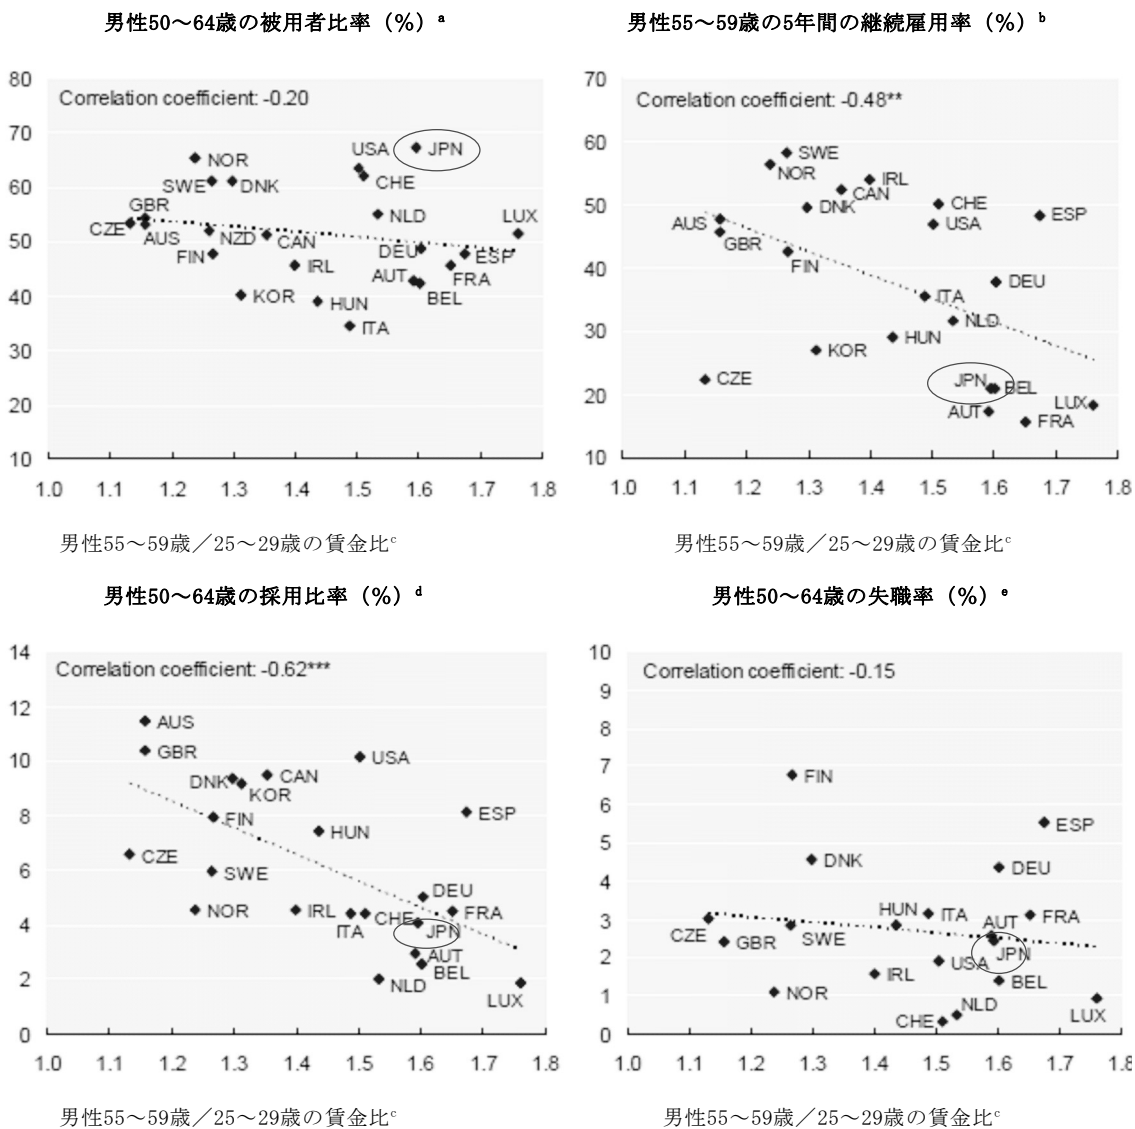 男性50～64歳の被用者比率（%）a
80
70
60
50
40
30
20
10
Correlation coefficient: -0.20
USA
JPN
NOR
CHE
SWE
DNK
GBR
NLD
LUX
CZE
AUS
NZD
CAN
DEU
ESP
FIN
IRL
AUT
FRA
KOR
HUN
BEL
ITA
1.0 1.1 1.2 1.3 1.4 1.5 1.6 1.7 1.8
男性55～59歳／25～29歳の賃金比c
男性55～59歳の5年間の継続雇用率（%）b
70
60
50
40
30
20
10
Correlation coefficient: -0.48**
SWE
NOR
IRL
CAN
DNK
CHE
ESP
AUS
USA
GBR
FIN
DEU
ITA
NLD
HUN
KOR
CZE
JPN
BEL
AUT
LUX
FRA
1.0 1.1 1.2 1.3 1.4 1.5 1.6 1.7 1.8
男性55～59歳／25～29歳の賃金比c
男性50～64歳の採用比率（%）d
14
12
10
8
6
4
2
0
Correlation coefficient: -0.62***
AUS
GBR
USA
DNK
CAN
KOR
ESP
FIN
HUN
CZE
SWE
DEU
NOR
IRL
CHE
FRA
ITA
JPN
AUT
BEL
NLD
LUX
1.0 1.1 1.2 1.3 1.4 1.5 1.6 1.7 1.8
男性55～59歳／25～29歳の賃金比c
男性50～64歳の失職率（%）e
10
9
8
7
6
5
4
3
2
1
0
Correlation coefficient: -0.15
FIN
ESP
DNK
DEU
HUN
ITA
AUT
FRA
CZE
GBR
SWE
JPN
USA
IRL
BEL
NOR
NLD
CHE
LUX
1.0 1.1 1.2 1.3 1.4 1.5 1.6 1.7 1.8
男性55～59歳／25～29歳の賃金比c